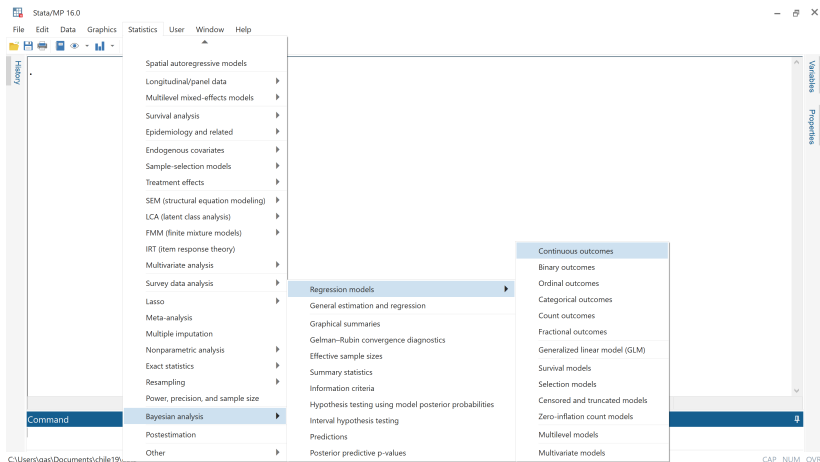 Stata/MP 16.0
File Edit Data Graphics Statistics User Window Help
History
.
Spatial autoregressive models
Longitudinal/panel data
Multilevel mixed-effects models
Survival analysis
Epidemiology and related
Endogenous covariates
Sample-selection models
Treatment effects
SEM (structural equation modeling)
LCA (latent class analysis)
FMM (finite mixture models)
IRT (item response theory)
Multivariate analysis
Survey data analysis
Lasso
Meta-analysis
Multiple imputation
Nonparametric analysis
Exact statistics
Resampling
Power, precision, and sample size
Bayesian analysis
Postestimation
Other
Regression models
General estimation and regression
Graphical summaries
Gelman–Rubin convergence diagnostics
Effective sample sizes
Summary statistics
Information criteria
Hypothesis testing using model posterior probabilities
Interval hypothesis testing
Predictions
Posterior predictive p-values
Continuous outcomes
Binary outcomes
Ordinal outcomes
Categorical outcomes
Count outcomes
Fractional outcomes
Generalized linear model (GLM)
Survival models
Selection models
Censored and truncated models
Zero-inflation count models
Multilevel models
Multivariate models
Variables
Properties
Command
C:\Users\gas\Documents\chile19\
CAP NUM OVR